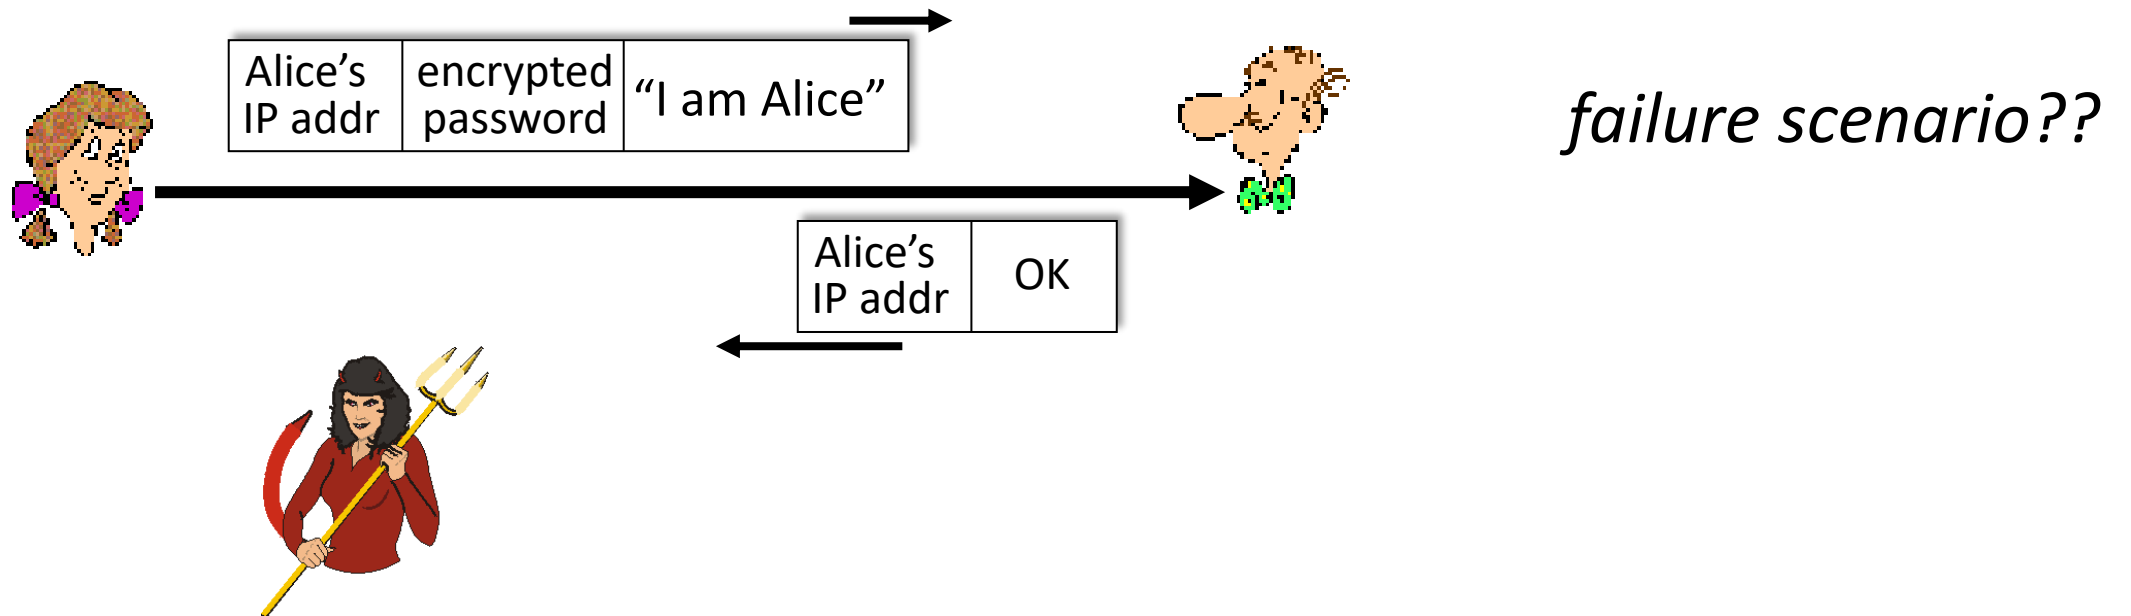 Alice’s
IP addr
encrypted
password
“I am Alice”
failure scenario??
Alice’s
IP addr
OK